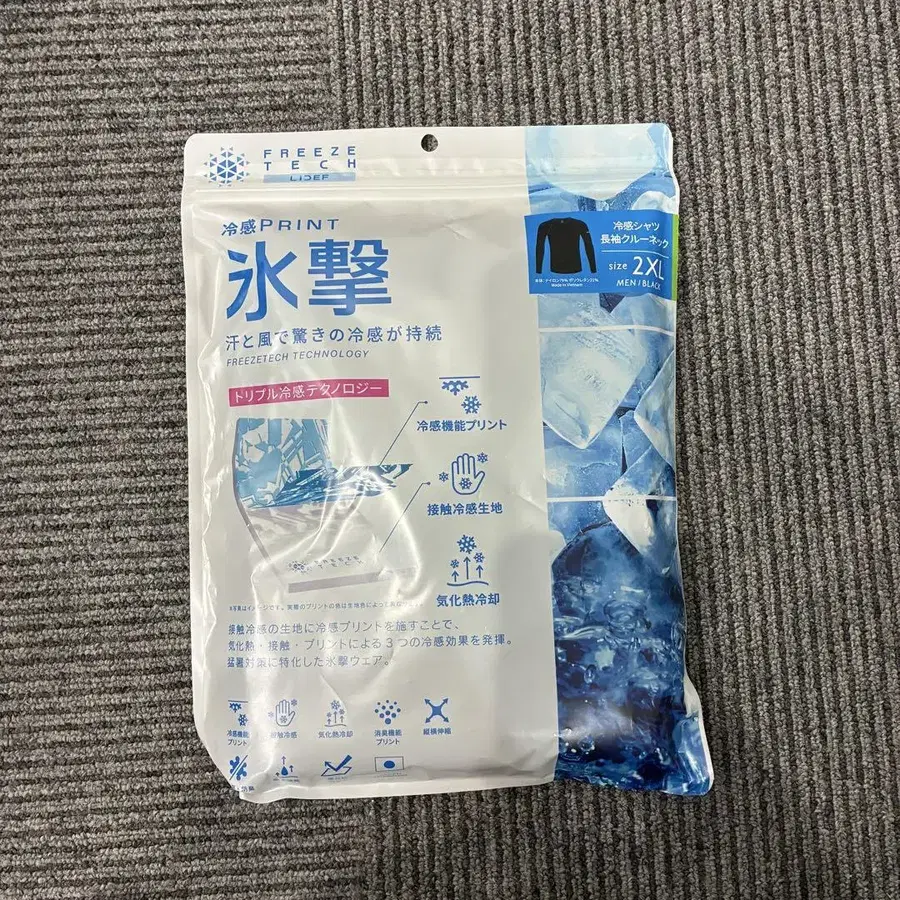 FREEZE
TECH
LIDEF
冷感PRINT
氷撃
汗と風で驚きの冷感が持続
FREEZETECH TECHNOLOGY
トリプル冷感テクノロジー
冷感機能プリント
接触冷感生地
気化熱冷却
接触冷感の生地に冷感プリントを施すことで、
気化熱・接触・プリントによる3つの冷感効果を発揮。
猛暑対策に特化した氷撃ウェア。
冷感機能
プリント
接触冷感
気化熱冷却
消臭機能
プリント
縦横伸縮
冷感シャツ
長袖クルーネック
size 2XL
MEN / BLACK
Made in Vietnam